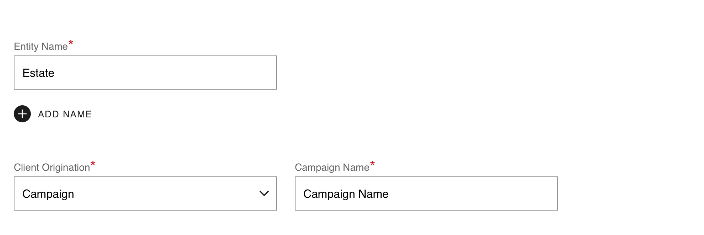 Entity Name*
Estate
ADD NAME
Client Origination* Campaign Name*
Campaign Campaign Name